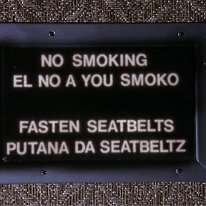 NO SMOKING
EL NO A YOU SMOKO
FASTEN SEATBELTS
PUTANA DA SEATBELTZ